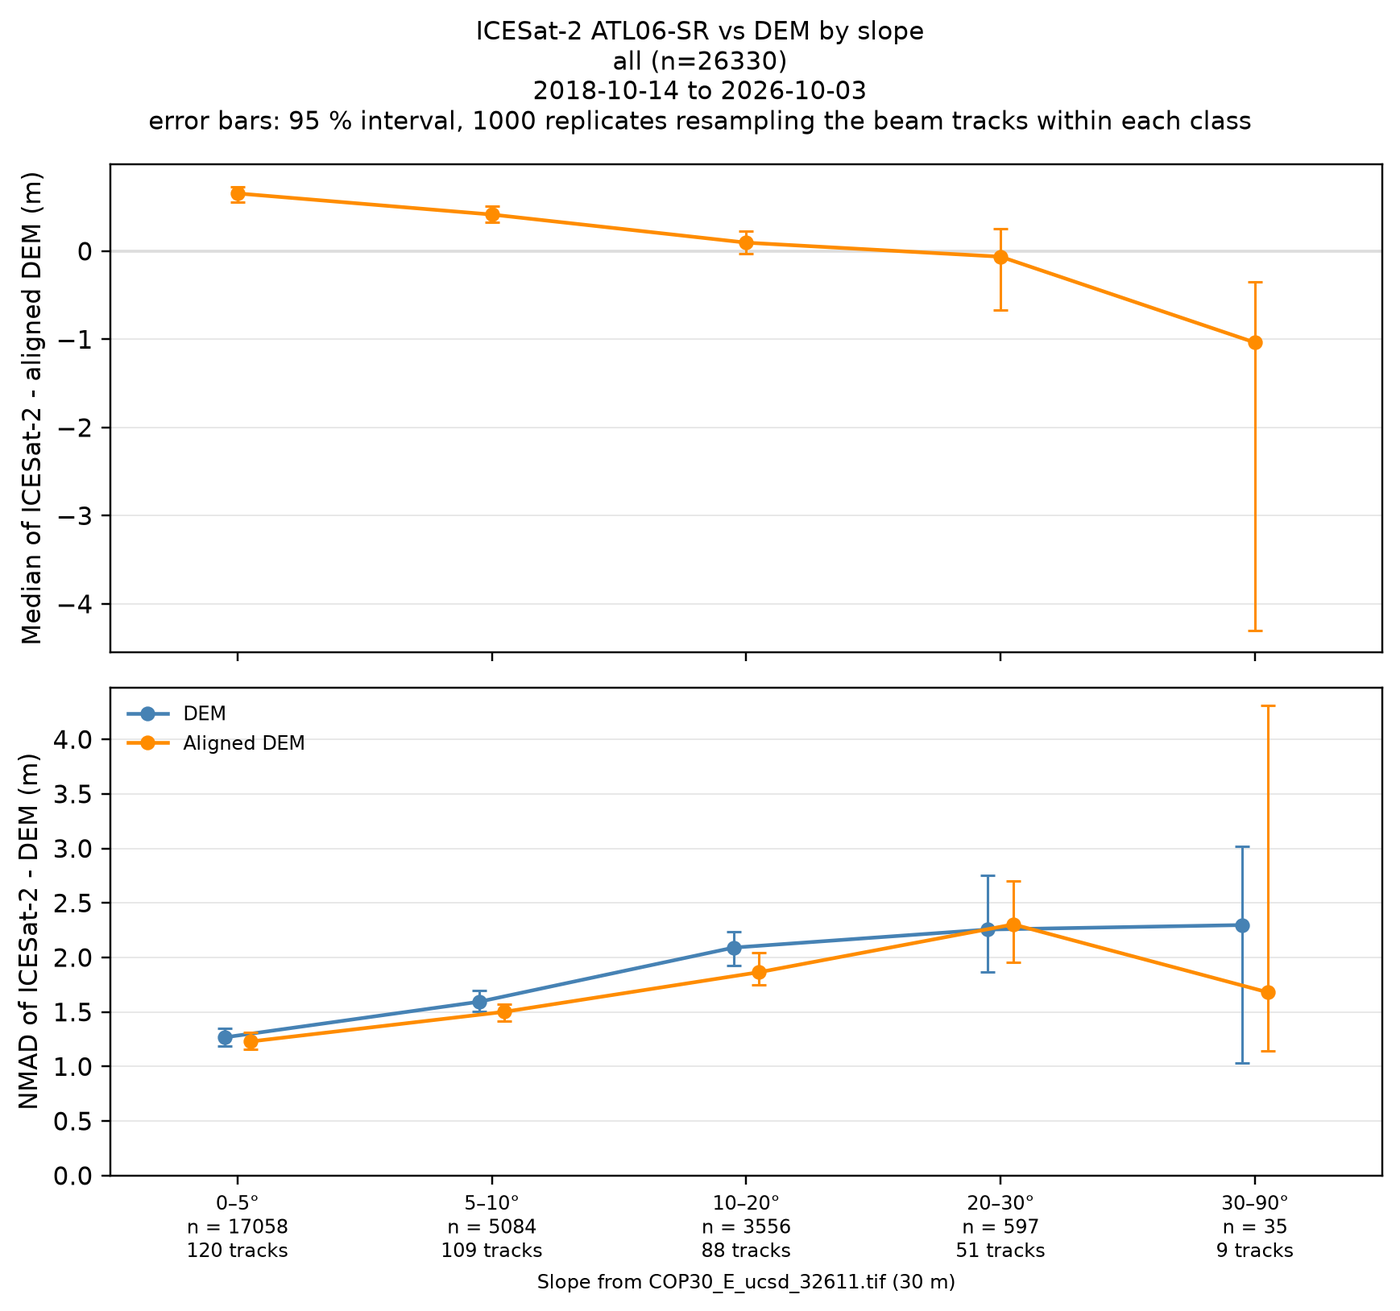 ICESat-2 ATL06-SR vs DEM by slope
all (n=26330)
2018-10-14 to 2026-10-03
error bars: 95 % interval, 1000 replicates resampling the beam tracks within each class
Median of ICESat-2 - aligned DEM (m)
0
−1
−2
−3
−4
NMAD of ICESat-2 - DEM (m)
DEM
Aligned DEM
4.0
3.5
3.0
2.5
2.0
1.5
1.0
0.5
0.0
0–5° 5–10° 10–20° 20–30° 30–90°
n = 17058 n = 5084 n = 3556 n = 597 n = 35
120 tracks 109 tracks 88 tracks 51 tracks 9 tracks
Slope from COP30_E_ucsd_32611.tif (30 m)